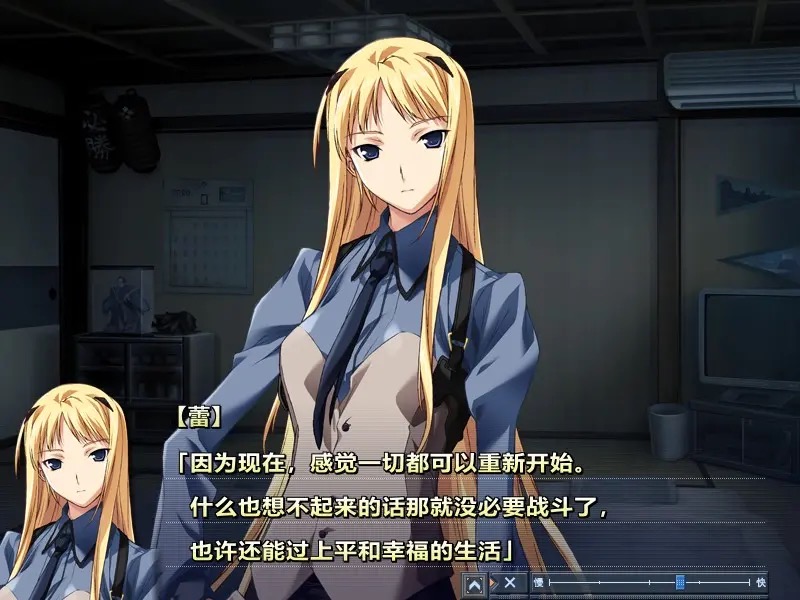 【蕾】
「因为现在，感觉一切都可以重新开始。
什么也想不起来的话那就没必要战斗了，
也许还能过上平和幸福的生活」
慢
快